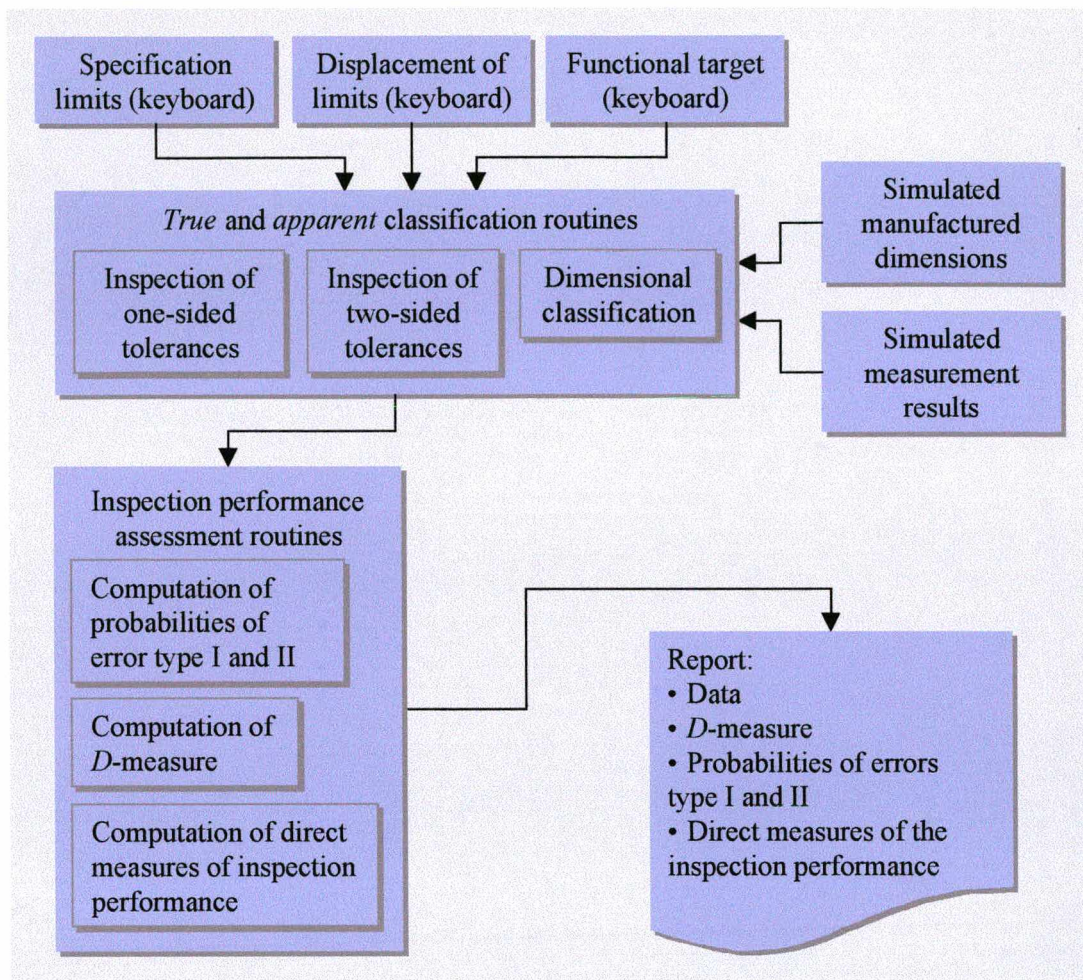 Specification
limits (keyboard)
Displacement of
limits (keyboard)
Functional target
(keyboard)
True and apparent classification routines
Inspection of
one-sided
tolerances
Inspection of
two-sided
tolerances
Dimensional
classification
Simulated
manufactured
dimensions
Simulated
measurement
results
Inspection performance
assessment routines
Computation of
probabilities of
error type I and II
Computation of
D-measure
Computation of direct
measures of inspection
performance
Report:
• Data
• D-measure
• Probabilities of errors
type I and II
• Direct measures of the
inspection performance